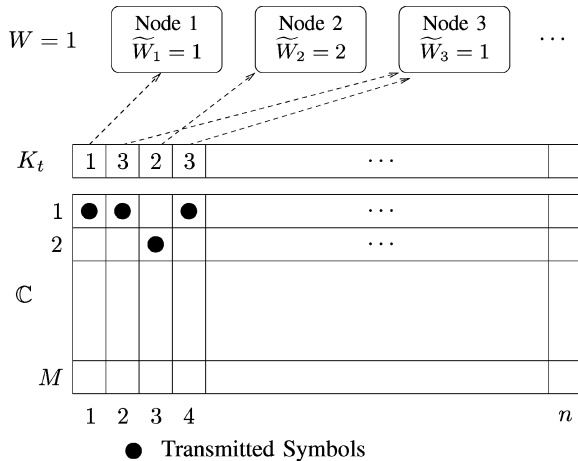 W = 1
Node 1
W̃₁ = 1
Node 2
W̃₂ = 2
Node 3
W̃₃ = 1
⋯
Kₜ 1 3 2 3 ⋯
1 ⋯
2 ⋯
ℂ
M
1 2 3 4 n
Transmitted Symbols